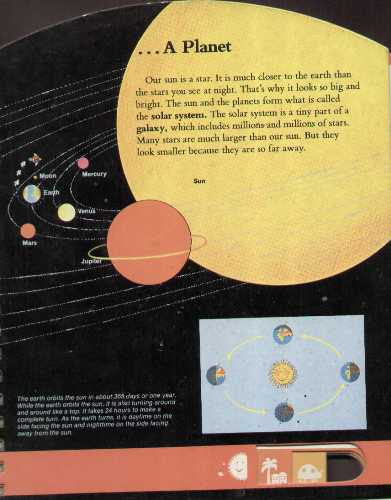 ...A Planet
Our sun is a star. It is much closer to the earth than
the stars you see at night. That's why it looks so big and
bright. The sun and the planets form what is called
the solar system. The solar system is a tiny part of a
galaxy, which includes millions and millions of stars.
Many stars are much larger than our sun. But they
look smaller because they are so far away.
Sun
Mercury
Moon
Earth
Venus
Mars
Jupiter
The earth orbits the sun in about 365 days or one year.
While the earth orbits the sun, it is also turning around
and around like a top. It takes 24 hours to make a
complete turn. As the earth turns, it is daytime on the
side facing the sun and nighttime on the side facing
away from the sun.